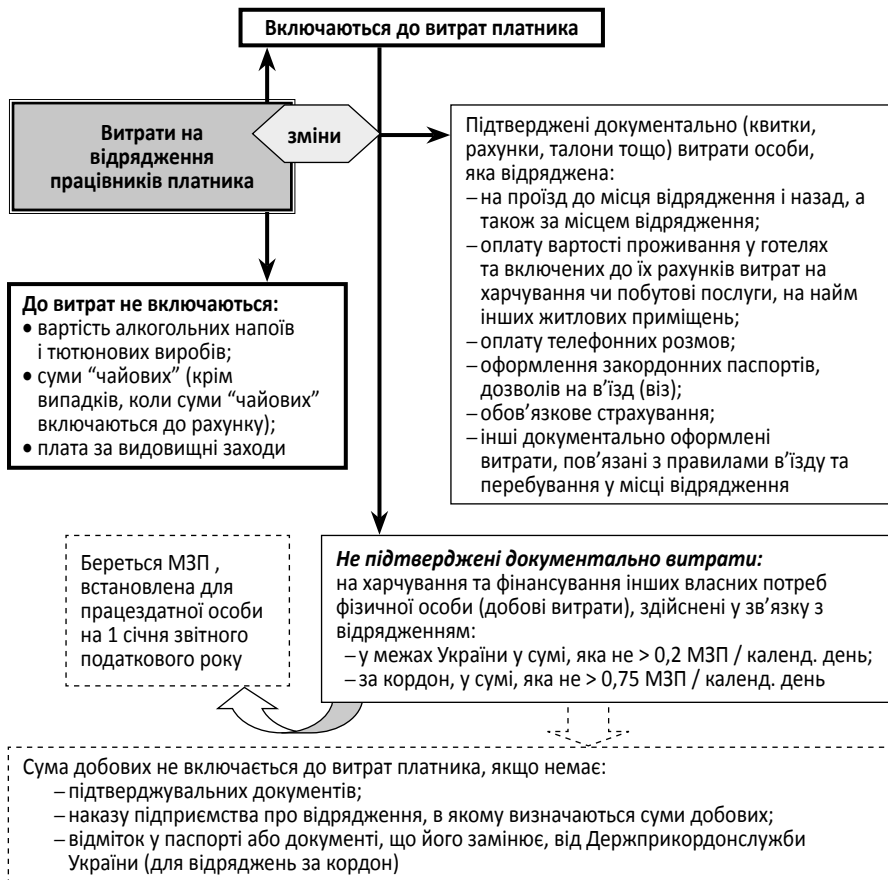 Включаються до витрат платника
Витрати на
відрядження
працівників платника
зміни
Підтверджені документально (квитки,
рахунки, талони тощо) витрати особи,
яка відряджена:
– на проїзд до місця відрядження і назад, а
також за місцем відрядження;
– оплату вартості проживання у готелях
та включених до їх рахунків витрат на
харчування чи побутові послуги, на найм
інших житлових приміщень;
– оплату телефонних розмов;
– оформлення закордонних паспортів,
дозволів на в’їзд (віз);
– обов’язкове страхування;
– інші документально оформлені
витрати, пов’язані з правилами в’їзду та
перебування у місці відрядження
До витрат не включаються:
• вартість алкогольних напоїв
і тютюнових виробів;
• суми “чайових” (крім
випадків, коли суми “чайових”
включаються до рахунку);
• плата за видовищні заходи
Береться МЗП ,
встановлена для
працездатної особи
на 1 січня звітного
податкового року
Не підтверджені документально витрати:
на харчування та фінансування інших власних потреб
фізичної особи (добові витрати), здійснені у зв’язку з
відрядженням:
– у межах України у сумі, яка не > 0,2 МЗП / календ. день;
– за кордон, у сумі, яка не > 0,75 МЗП / календ. день
Сума добових не включається до витрат платника, якщо немає:
– підтверджувальних документів;
– наказу підприємства про відрядження, в якому визначаються суми добових;
– відміток у паспорті або документі, що його замінює, від Держприкордонслужби
України (для відряджень за кордон)